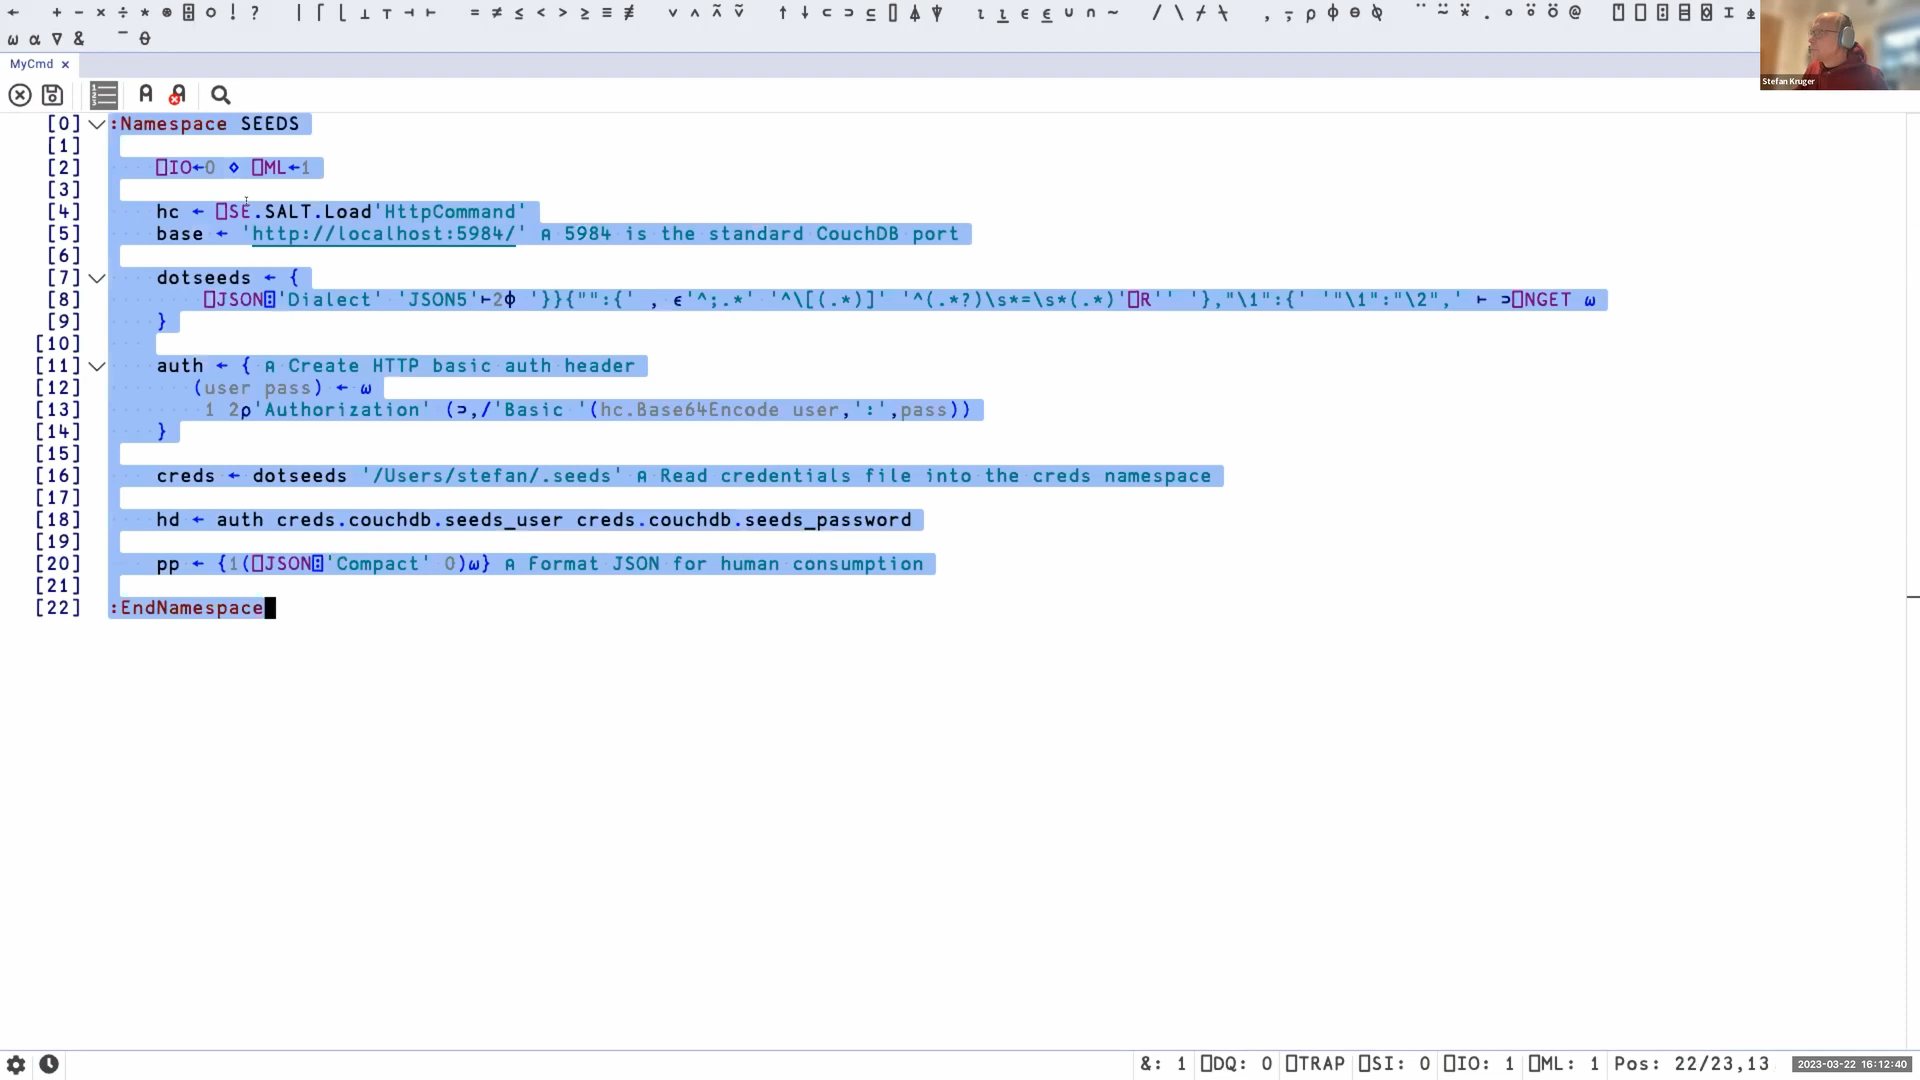 ← + - × ÷ * ⍟ ⌹ ○ ! ? | ⌈ ⌊ ⊥ ⊤ ⊣ ⊢ = ≠ ≤ < > ≥ ≡ ≢ ∨ ∧ ⍲ ⍱ ↑ ↓ ⊂ ⊃ ⊆ ⌷ ⍋ ⍒ ⍳ ⍸ ∊ ⍷ ∪ ∩ ~ / \ ⌿ ⍀ , ⍪ ⍴ ⌽ ⊖ ⍉ ¨ ⍨ ⍣ . ∘ ⍤ ⍥ @ ⍞ ⎕ ⍠ ⌸ ⌺ ⌶ ⍎
⍵ ⍺ ∇ & ¯ ⍬
Stefan Kruger
MyCmd ×
[0] :Namespace SEEDS
[1]
[2] ⎕IO←0 ⋄ ⎕ML←1
[3]
[4] hc ← ⎕SE.SALT.Load'HttpCommand'
[5] base ← 'http://localhost:5984/' ⍝ 5984 is the standard CouchDB port
[6]
[7] dotseeds ← {
[8] ⎕JSON⍠'Dialect' 'JSON5'⊢2⌽ '}}{"":{' , ∊'^;.*' '^\[(.*)]' '^(.*?)\s*=\s*(.*)'⎕R'' '},"\1":{' '"\1":"\2",' ⊢ ⊃⎕NGET ⍵
[9] }
[10]
[11] auth ← { ⍝ Create HTTP basic auth header
[12] (user pass) ← ⍵
[13] 1 2⍴'Authorization' (⊃,/'Basic '(hc.Base64Encode user,':',pass))
[14] }
[15]
[16] creds ← dotseeds '/Users/stefan/.seeds' ⍝ Read credentials file into the creds namespace
[17]
[18] hd ← auth creds.couchdb.seeds_user creds.couchdb.seeds_password
[19]
[20] pp ← {1(⎕JSON⍠'Compact' 0)⍵} ⍝ Format JSON for human consumption
[21]
[22] :EndNamespace
&: 1 ⎕DQ: 0 ⎕TRAP ⎕SI: 0 ⎕IO: 1 ⎕ML: 1 Pos: 22/23,13 2023-03-22 16:12:40